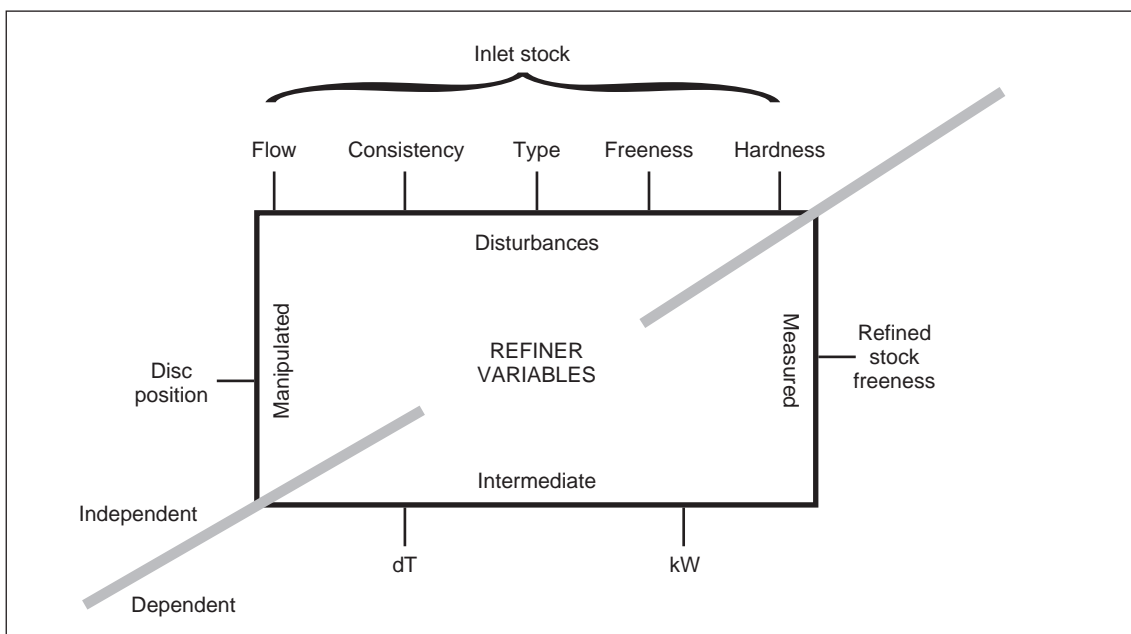 Inlet stock
Flow Consistency Type Freeness Hardness
Disturbances
Manipulated
Measured
REFINER
VARIABLES
Disc
position
Refined
stock
freeness
Intermediate
Independent
dT kW
Dependent